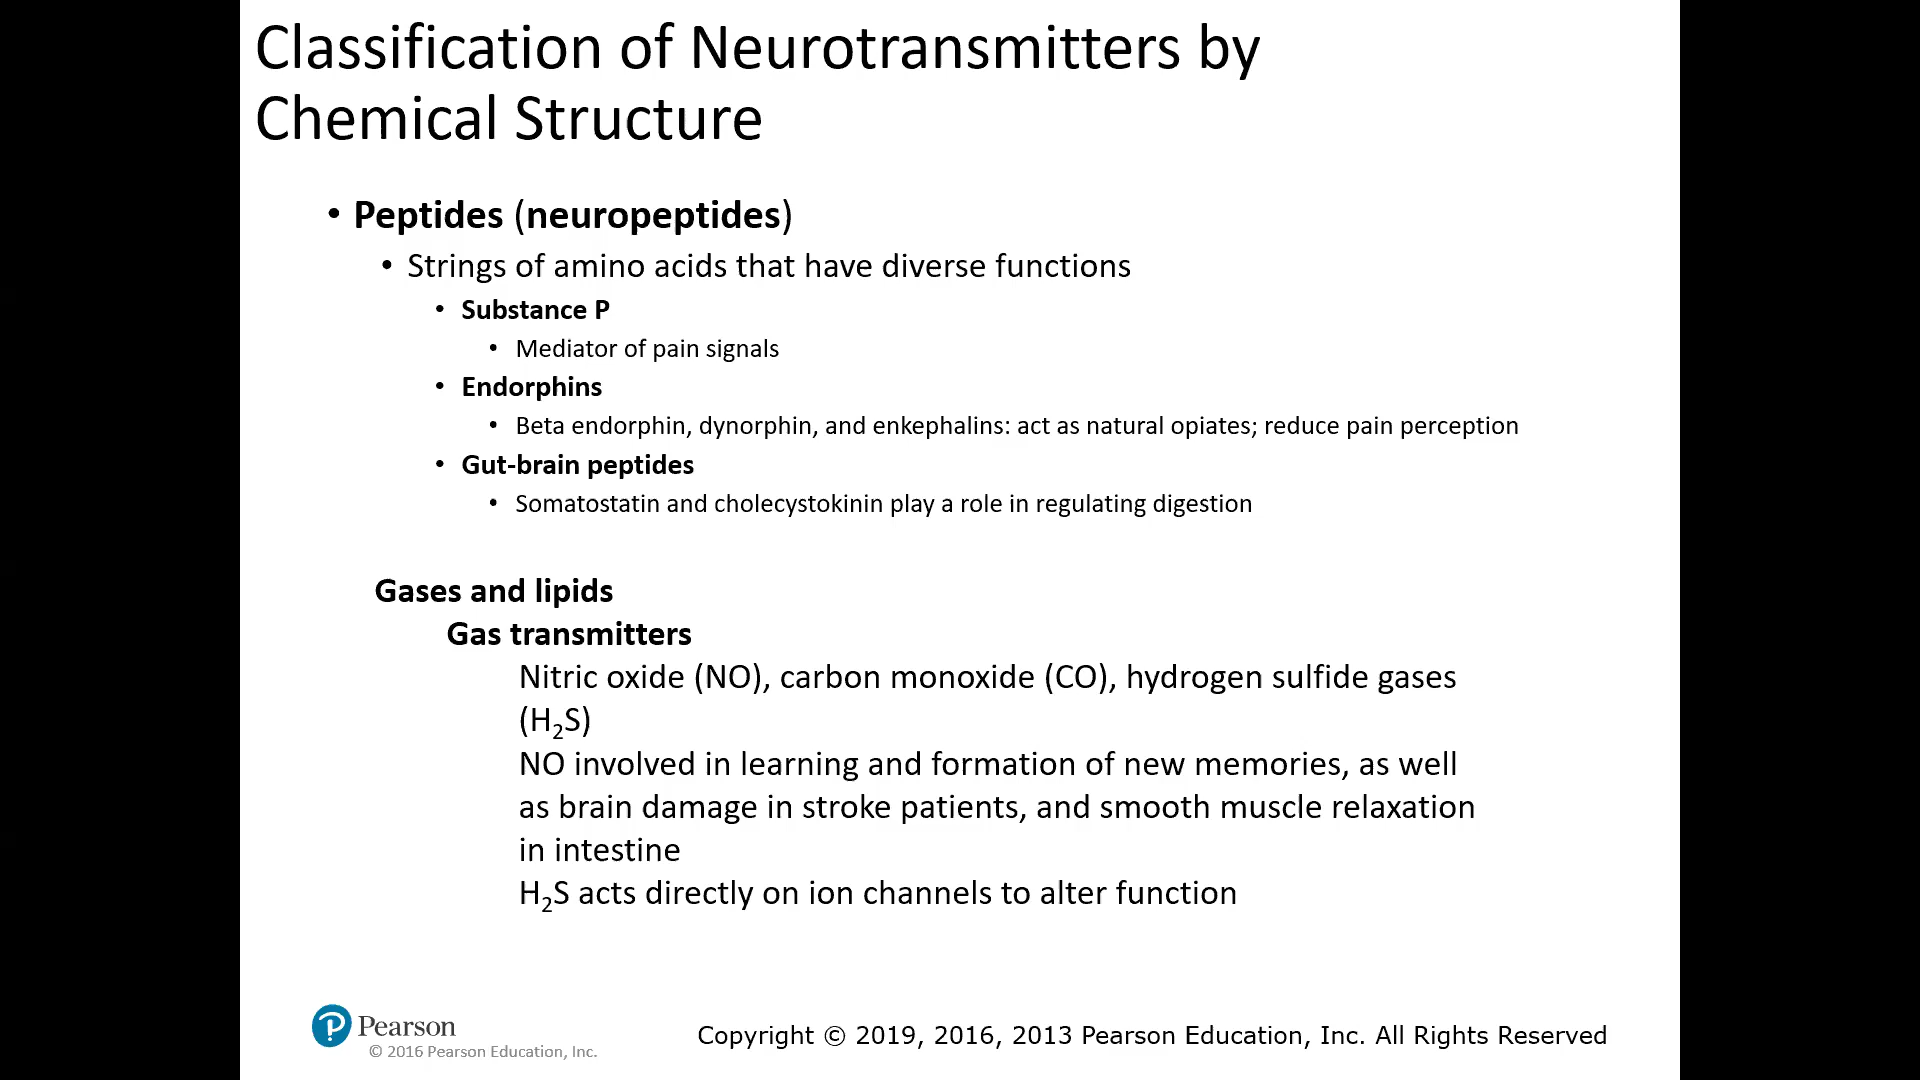 Classification of Neurotransmitters by
Chemical Structure
• Peptides (neuropeptides)
• Strings of amino acids that have diverse functions
• Substance P
• Mediator of pain signals
• Endorphins
• Beta endorphin, dynorphin, and enkephalins: act as natural opiates; reduce pain perception
• Gut-brain peptides
• Somatostatin and cholecystokinin play a role in regulating digestion
Gases and lipids
Gas transmitters
Nitric oxide (NO), carbon monoxide (CO), hydrogen sulfide gases
(H₂S)
NO involved in learning and formation of new memories, as well
as brain damage in stroke patients, and smooth muscle relaxation
in intestine
H₂S acts directly on ion channels to alter function
Pearson
© 2016 Pearson Education, Inc.
Copyright © 2019, 2016, 2013 Pearson Education, Inc. All Rights Reserved